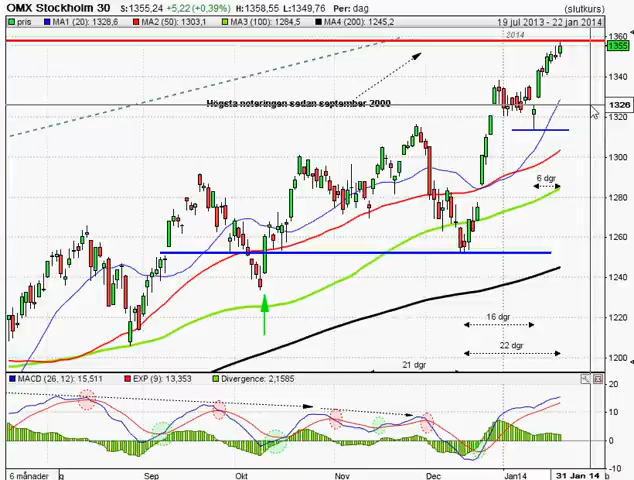 OMX Stockholm 30 S:1355,24 +5,22 (+0,39%) H:1358,55 L:1349,76 Per: dag (slutkurs)
pris MA1 (20) = 1328,6 MA2 (50) = 1303,1 MA3 (100) = 1284,5 MA4 (200) = 1245,2 19 jul 2013 - 22 jan 2014
2014
1360
1355
1340
Högsta noteringen sedan september 2000
1326
1320
1300
6 dgr
1280
1260
1240
16 dgr
1220
22 dgr
1200
21 dgr
MACD (26, 12): 15,511 EXP (9): 13,353 Divergence: 2,1585
20
10
0
-10
6 månader Sep Okt Nov Dec Jan14 31 Jan 14